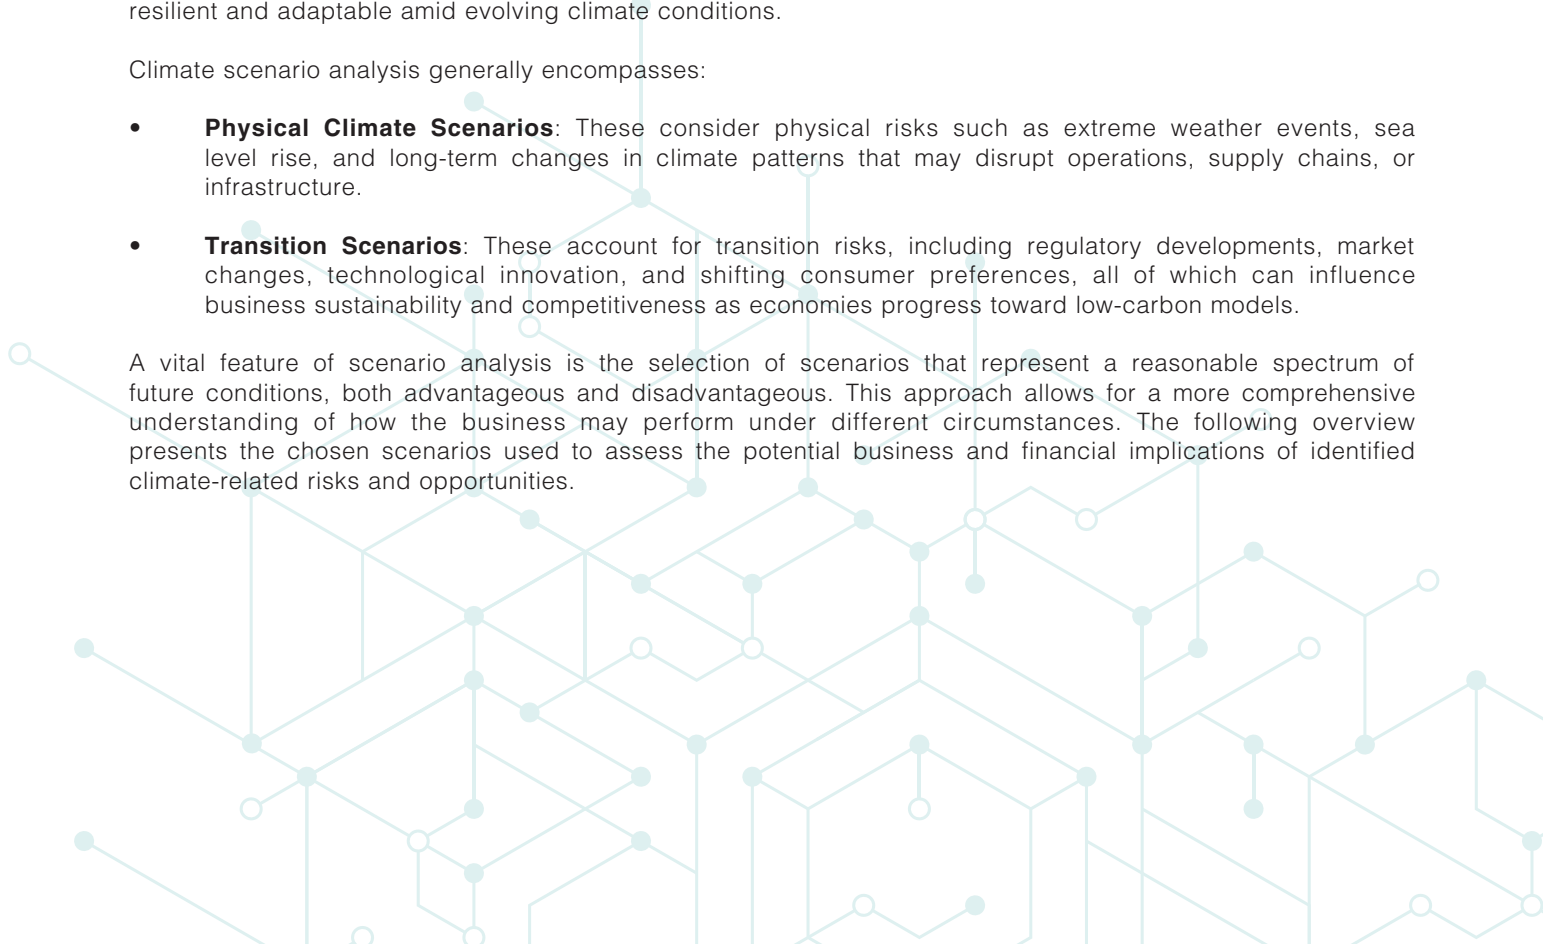 resilient and adaptable amid evolving climate conditions.
Climate scenario analysis generally encompasses:
• Physical Climate Scenarios: These consider physical risks such as extreme weather events, sea
level rise, and long-term changes in climate patterns that may disrupt operations, supply chains, or
infrastructure.
• Transition Scenarios: These account for transition risks, including regulatory developments, market
changes, technological innovation, and shifting consumer preferences, all of which can influence
business sustainability and competitiveness as economies progress toward low-carbon models.
A vital feature of scenario analysis is the selection of scenarios that represent a reasonable spectrum of
future conditions, both advantageous and disadvantageous. This approach allows for a more comprehensive
understanding of how the business may perform under different circumstances. The following overview
presents the chosen scenarios used to assess the potential business and financial implications of identified
climate-related risks and opportunities.